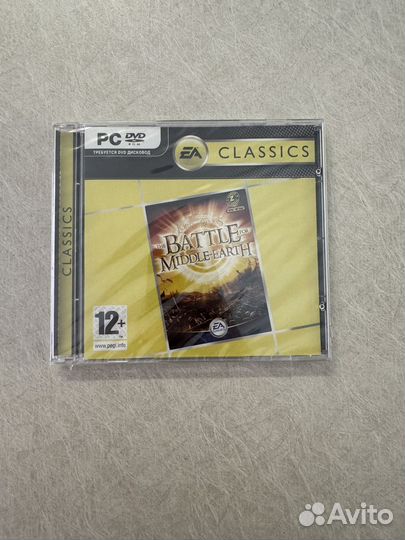 PC DVD
ROM
ТРЕБУЕТСЯ DVD ДИСКОВОД
EA
CLASSICS
CLASSICS
THE
BATTLE FOR
MIDDLE-EARTH
EA
12+
www.pegi.info
Avito